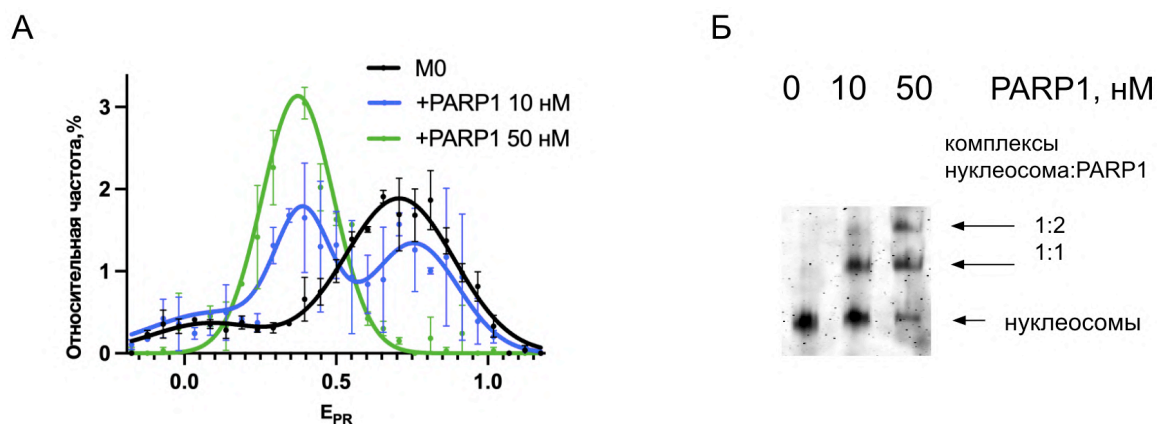 А
M0
+PARP1 10 нМ
+PARP1 50 нМ
Относительная частота,%
3
2
1
0
0.0 0.5 1.0
EPR
Б
0 10 50 PARP1, нМ
комплексы
нуклеосома:PARP1
1:2
1:1
нуклеосомы